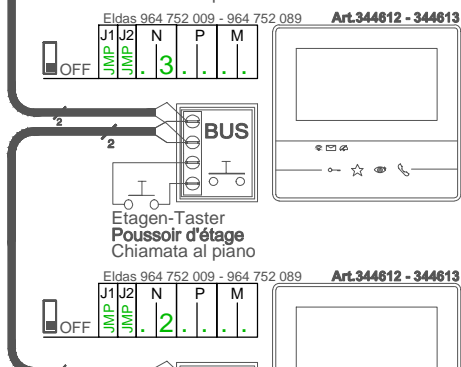 Eldas 964 752 009 - 964 752 089 Art.344612 - 344613
J1 J2 N P M
OFF JMP JMP . 3 . . . .
2
2
BUS
Etagen-Taster
Poussoir d'étage
Chiamata al piano
Eldas 964 752 009 - 964 752 089 Art.344612 - 344613
J1 J2 N P M
OFF JMP JMP . 2 . . . .